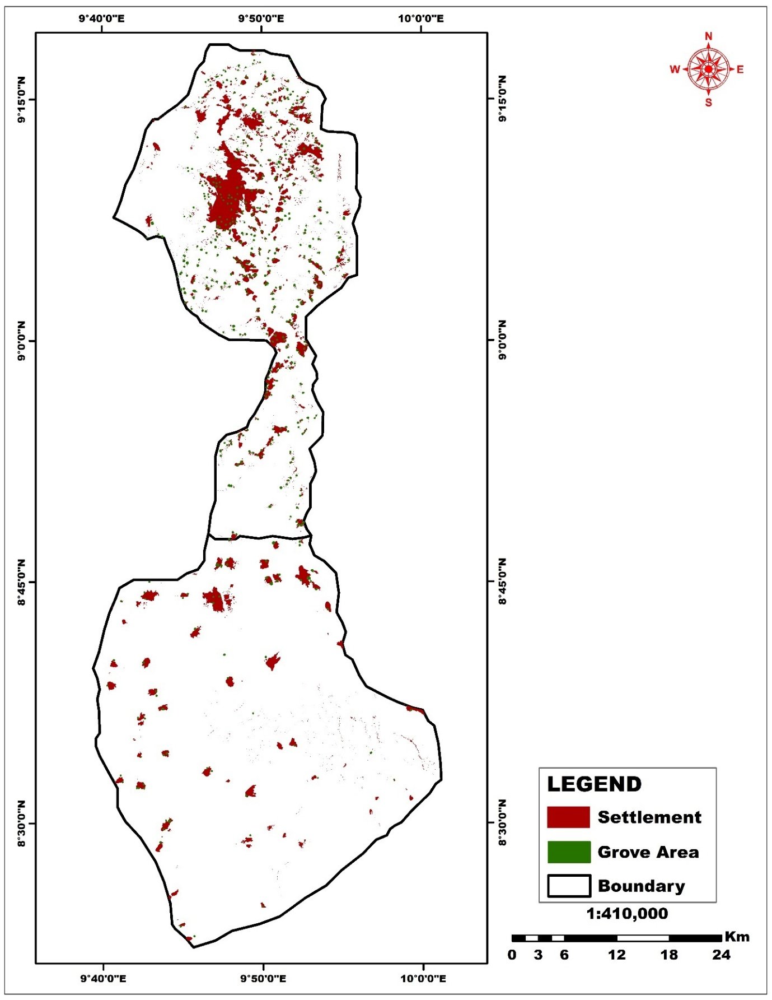 9°40'0"E 9°50'0"E 10°0'0"E
N
W E
S
9°15'0"N 9°15'0"N
9°0'0"N 9°0'0"N
8°45'0"N 8°45'0"N
8°30'0"N 8°30'0"N
LEGEND
Settlement
Grove Area
Boundary
1:410,000
Km
0 3 6 12 18 24
9°40'0"E 9°50'0"E 10°0'0"E